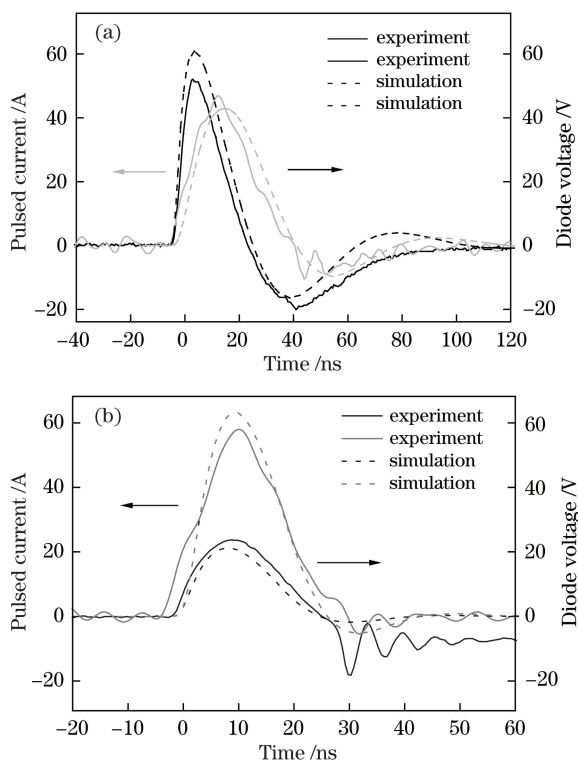 (a)
experiment
experiment
simulation
simulation
Pulsed current /A
60
40
20
0
−20
Diode voltage /V
60
40
20
0
−20
−40 −20 0 20 40 60 80 100 120
Time /ns
(b)
experiment
experiment
simulation
simulation
Pulsed current /A
60
40
20
0
−20
Diode voltage /V
60
40
20
0
−20
−20 −10 0 10 20 30 40 50 60
Time /ns